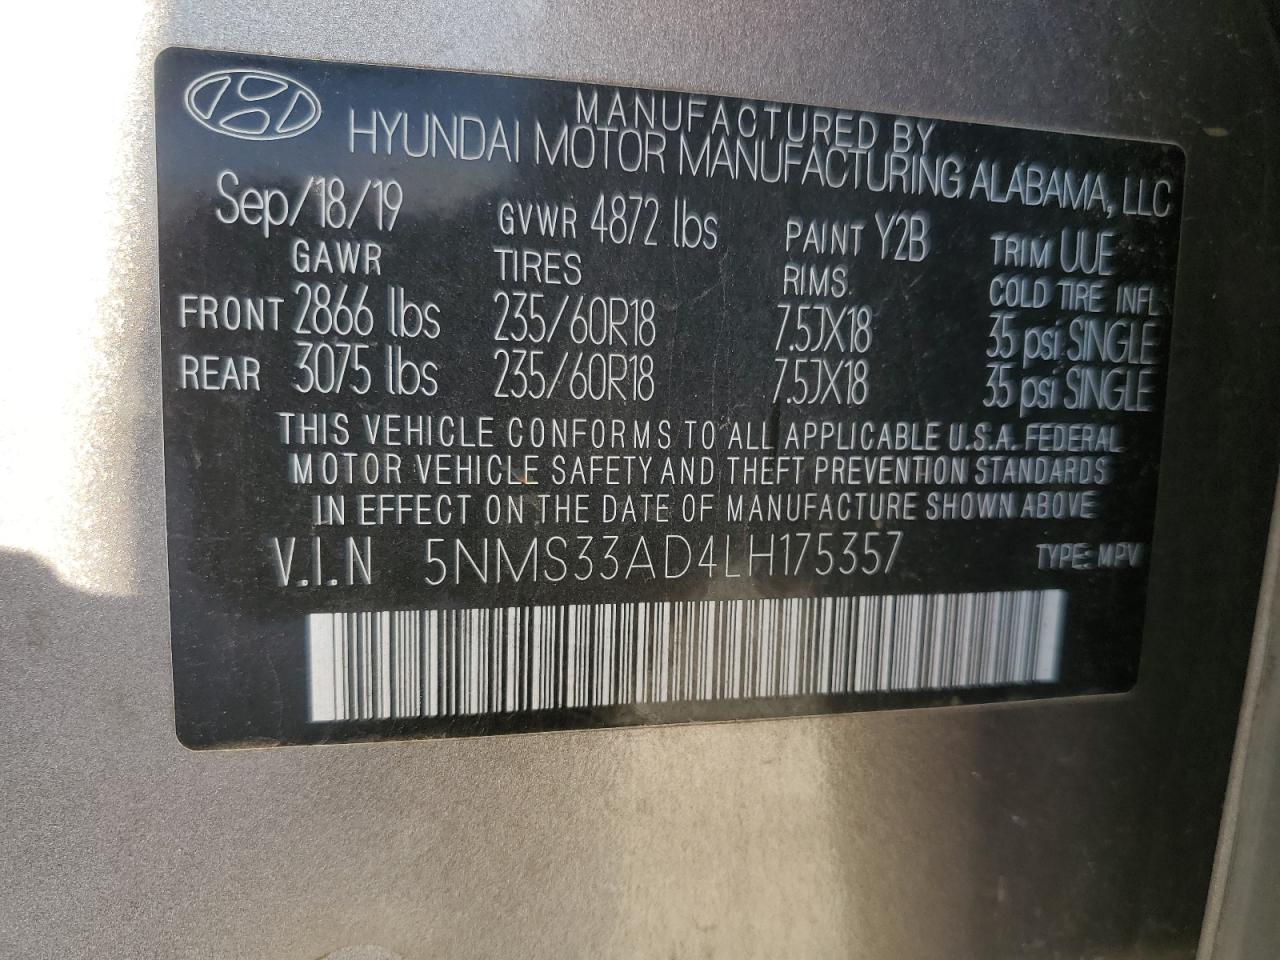 MANUFACTURED BY
HYUNDAI MOTOR MANUFACTURING ALABAMA, LLC
Sep/18/19 GVWR 4872 lbs PAINT Y2B TRIM UUE
GAWR TIRES RIMS COLD TIRE INFL
FRONT 2866 lbs 235/60R18 7.5JX18 35 psi SINGLE
REAR 3075 lbs 235/60R18 7.5JX18 35 psi SINGLE
THIS VEHICLE CONFORMS TO ALL APPLICABLE U.S.A. FEDERAL
MOTOR VEHICLE SAFETY AND THEFT PREVENTION STANDARDS
IN EFFECT ON THE DATE OF MANUFACTURE SHOWN ABOVE
V.I.N 5NMS33AD4LH175357 TYPE: MPV